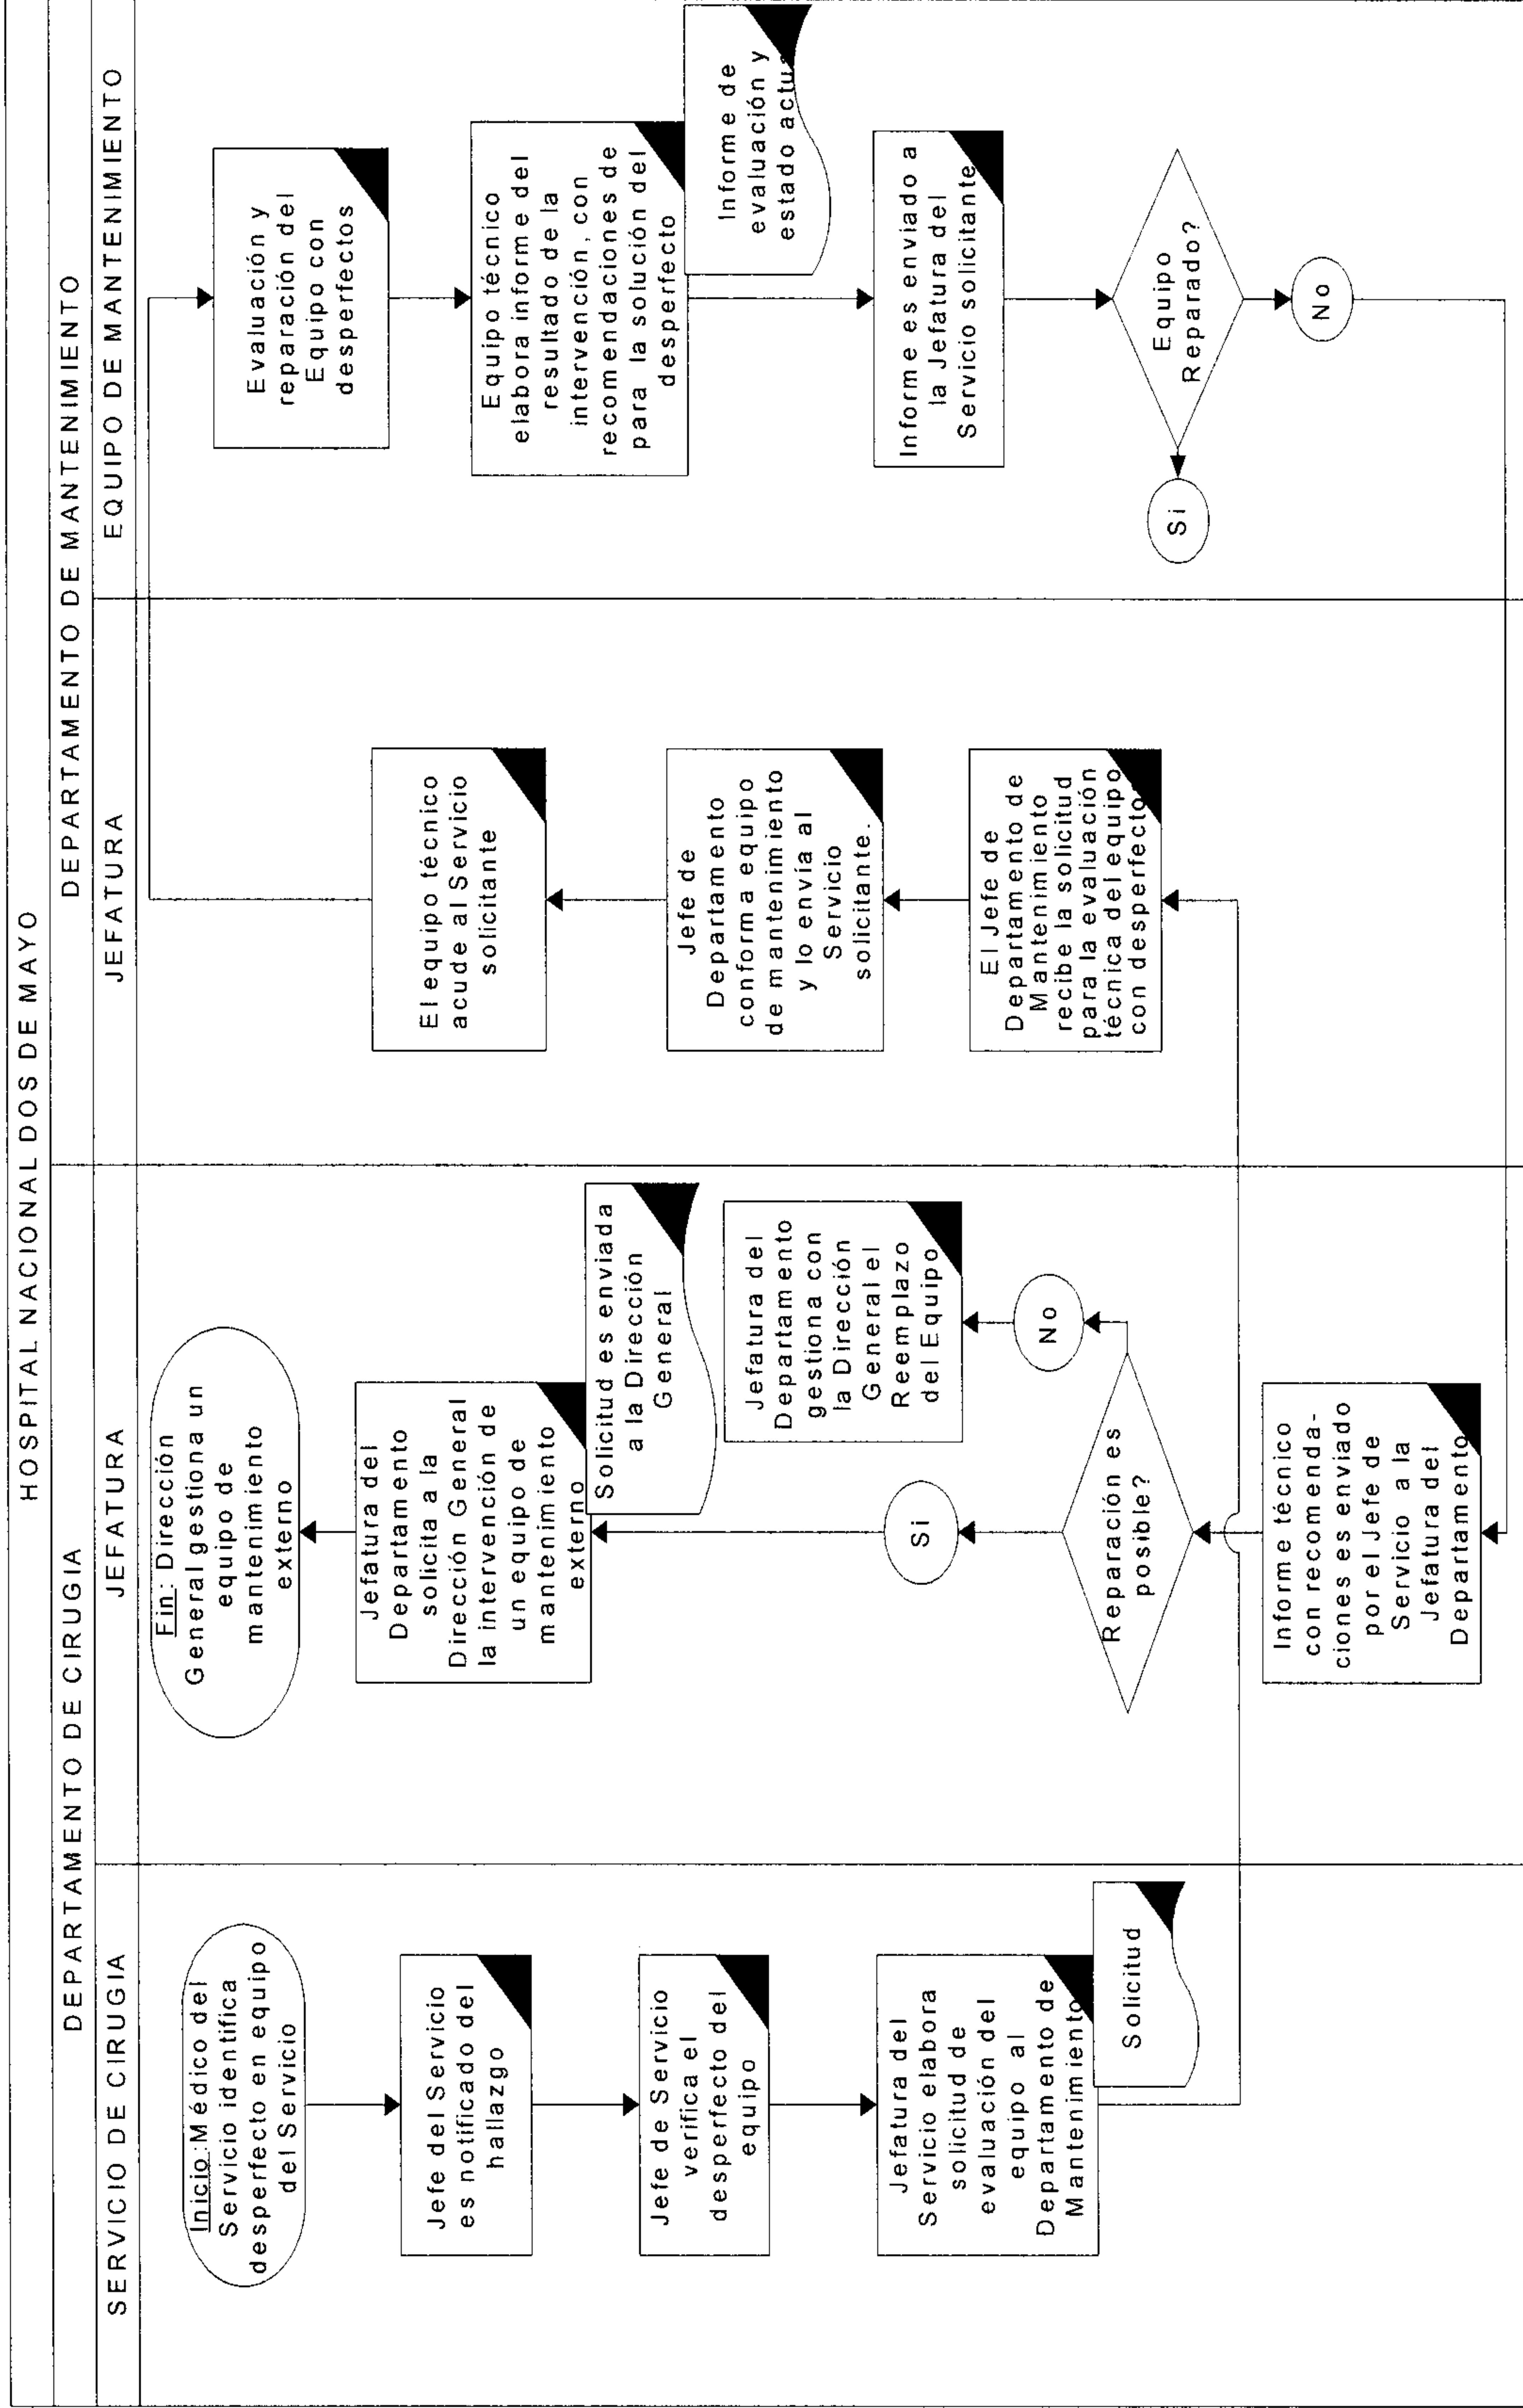 HOSPITAL NACIONAL DOS DE MAYO
DEPARTAMENTO DE CIRUGIA
DEPARTAMENTO DE MANTENIMIENTO
SERVICIO DE CIRUGIA
JEFATURA
JEFATURA
EQUIPO DE MANTENIMIENTO
Inicio: Médico del
Servicio identifica
desperfecto en equipo
del Servicio
Jefe del Servicio
es notificado del
hallazgo
Jefe de Servicio
verifica el
desperfecto del
equipo
Jefatura del
Servicio elabora
solicitud de
evaluación del
equipo al
Departamento de
Mantenimiento
Solicitud
Fin: Dirección
General gestiona un
equipo de
mantenimiento
externo
Jefatura del
Departamento
solicita a la
Dirección General
la intervención de
un equipo de
mantenimiento
externo
Solicitud es enviada
a la Dirección
General
Jefatura del
Departamento
gestiona con
la Dirección
General el
Reemplazo
del Equipo
Si
No
Reparación es
posible?
Informe técnico
con recomenda-
ciones es enviado
por el Jefe de
Servicio a la
Jefatura del
Departamento
El equipo técnico
acude al Servicio
solicitante
Jefe de
Departamento
conforma equipo
de mantenimiento
y lo envía al
Servicio
solicitante.
El Jefe de
Departamento de
Mantenimiento
recibe la solicitud
para la evaluación
técnica del equipo
con desperfecto
Evaluación y
reparación del
Equipo con
desperfectos
Equipo técnico
elabora informe del
resultado de la
intervención, con
recomendaciones de
para la solución del
desperfecto
Informe de
evaluación y
estado actu
Informe es enviado a
la Jefatura del
Servicio solicitante
Equipo
Reparado?
Si
No